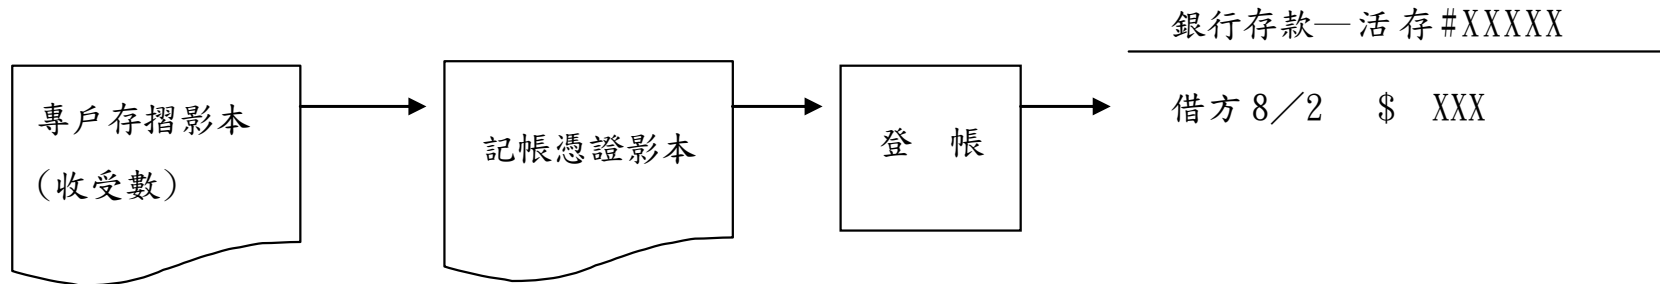 銀行存款—活存#XXXXX
專戶存摺影本
(收受數)
記帳憑證影本
登 帳
借方8/2 $ XXX